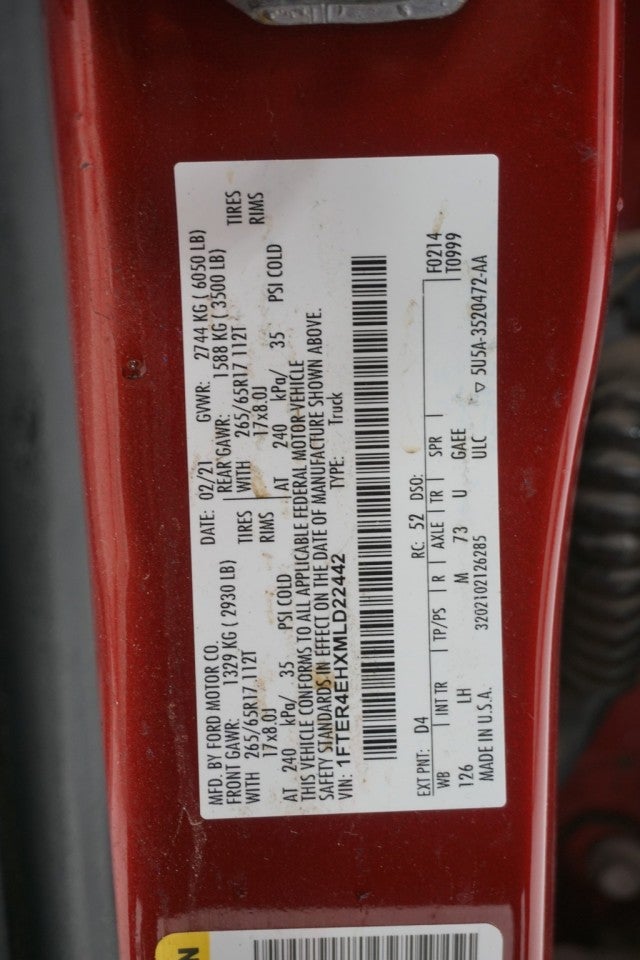 MFD. BY FORD MOTOR CO. DATE: 02/21 GVWR: 2744 KG ( 6050 LB)
FRONT GAWR: 1329 KG ( 2930 LB) REAR GAWR: 1588 KG ( 3500 LB)
WITH 265/65R17 112T TIRES WITH 265/65R17 112T TIRES
17x8.0J RIMS 17x8.0J RIMS
AT 240 kPa/ 35 PSI COLD AT 240 kPa/ 35 PSI COLD
THIS VEHICLE CONFORMS TO ALL APPLICABLE FEDERAL MOTOR VEHICLE
SAFETY STANDARDS IN EFFECT ON THE DATE OF MANUFACTURE SHOWN ABOVE.
VIN: 1FTER4EHXMLD22442 TYPE: Truck
F0214
EXT PNT: D4 RC: 52 DSO: T0999
WB INT TR TP/PS R AXLE TR SPR
126 LH M 73 U GAEE
MADE IN U.S.A. 3202102126285 ULC ▽ 5U5A-3520472-AA